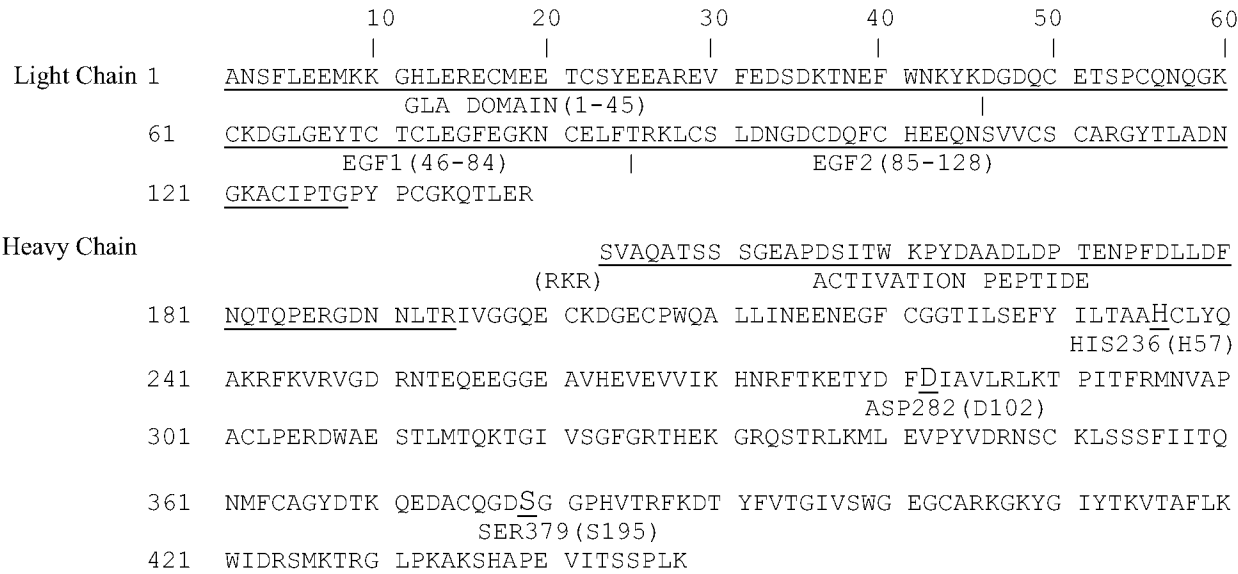 10 20 30 40 50 60
| | | | | |
Light Chain 1 ANSFLEEMKK GHLERECMEE TCSYEEAREV FEDSDKTNEF WNKYKDGDQC ETSPCQNQGK
GLA DOMAIN(1-45) |
61 CKDGLGEYTC TCLEGFEGKN CELFTRKLCS LDNGDCDQFC HEEQNSVVCS CARGYTLADN
EGF1(46-84) | EGF2(85-128)
121 GKACIPTGPY PCGKQTLER
Heavy Chain SVAQATSS SGEAPDSITW KPYDAADLDP TENPFDLLDF
(RKR) ACTIVATION PEPTIDE
181 NQTQPERGDN NLTRIVGGQE CKDGECPWQA LLINEENEGF CGGTILSEFY ILTAAHCLYQ
HIS236(H57)
241 AKRFKVRVGD RNTEQEEGGE AVHEVEVVIK HNRFTKETYD FDIAVLRLKT PITFRMNVAP
ASP282(D102)
301 ACLPERDWAE STLMTQKTGI VSGFGRTHEK GRQSTRLKML EVPYVDRNSC KLSSSFIITQ
361 NMFCAGYDTK QEDACQGDSG GPHVTRFKDT YFVTGIVSWG EGCARKGKYG IYTKVTAFLK
SER379(S195)
421 WIDRSMKTRG LPKAKSHAPE VITSSPLK